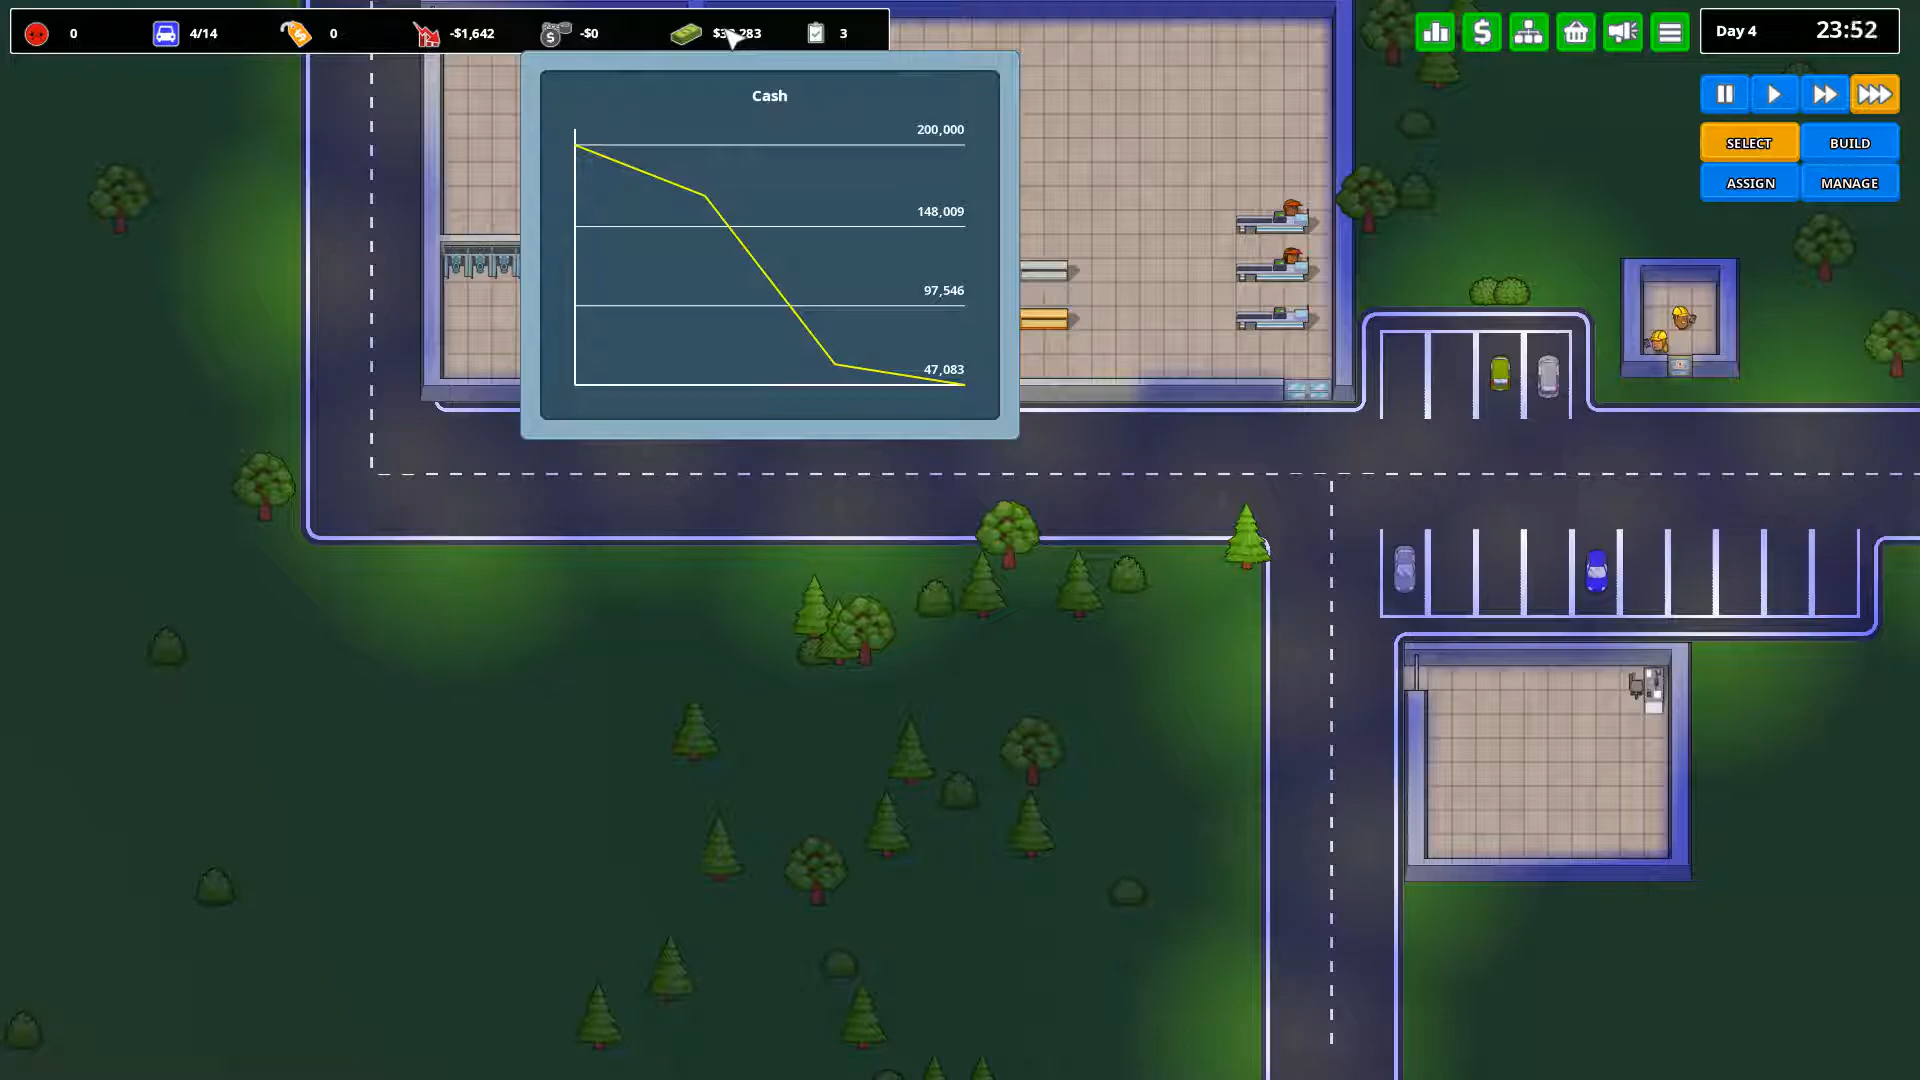 0
4/14
0
-$1,642
-$0
3
Day 4
23:52
Cash
200,000
148,009
97,546
47,083
SELECT
BUILD
ASSIGN
MANAGE